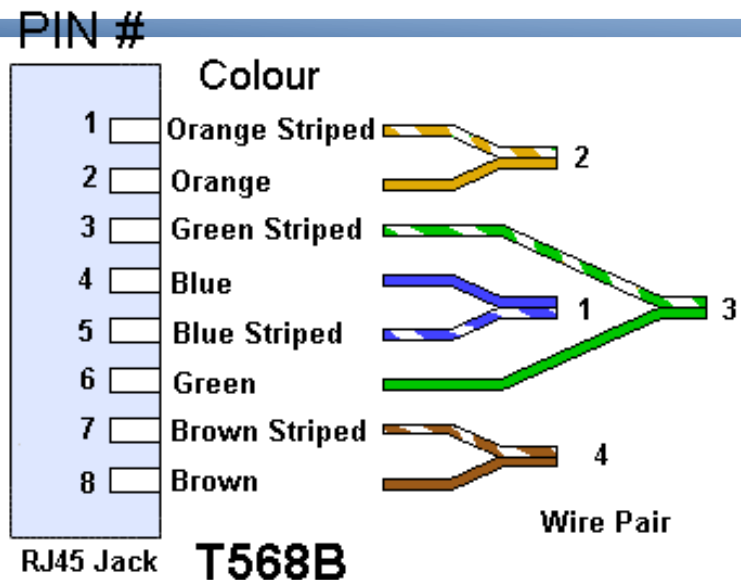 PIN #
Colour
1 Orange Striped
2 Orange
2
3 Green Striped
4 Blue
1
3
5 Blue Striped
6 Green
7 Brown Striped
4
8 Brown
Wire Pair
RJ45 Jack T568B